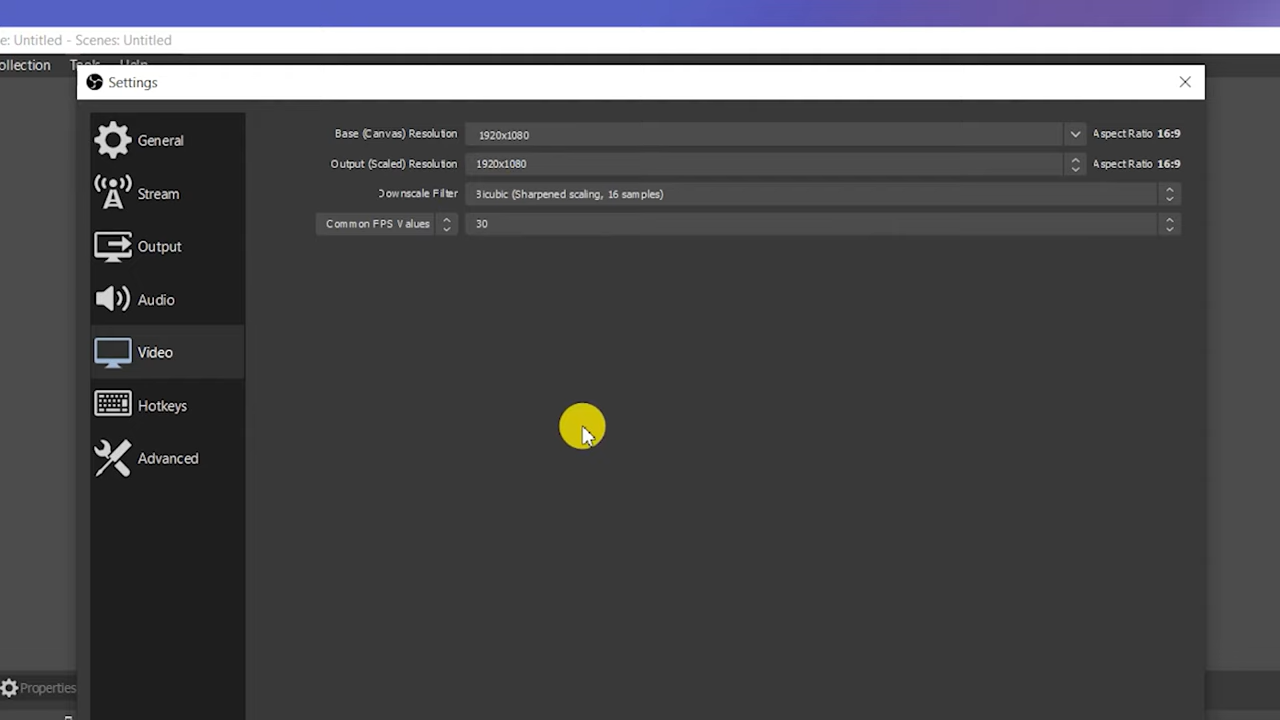 e: Untitled - Scenes: Untitled
ollection Tools Help
Settings
General
Stream
Output
Audio
Video
Hotkeys
Advanced
Base (Canvas) Resolution 1920x1080 Aspect Ratio 16:9
Output (Scaled) Resolution 1920x1080 Aspect Ratio 16:9
Downscale Filter Bicubic (Sharpened scaling, 16 samples)
Common FPS Values 30
Properties